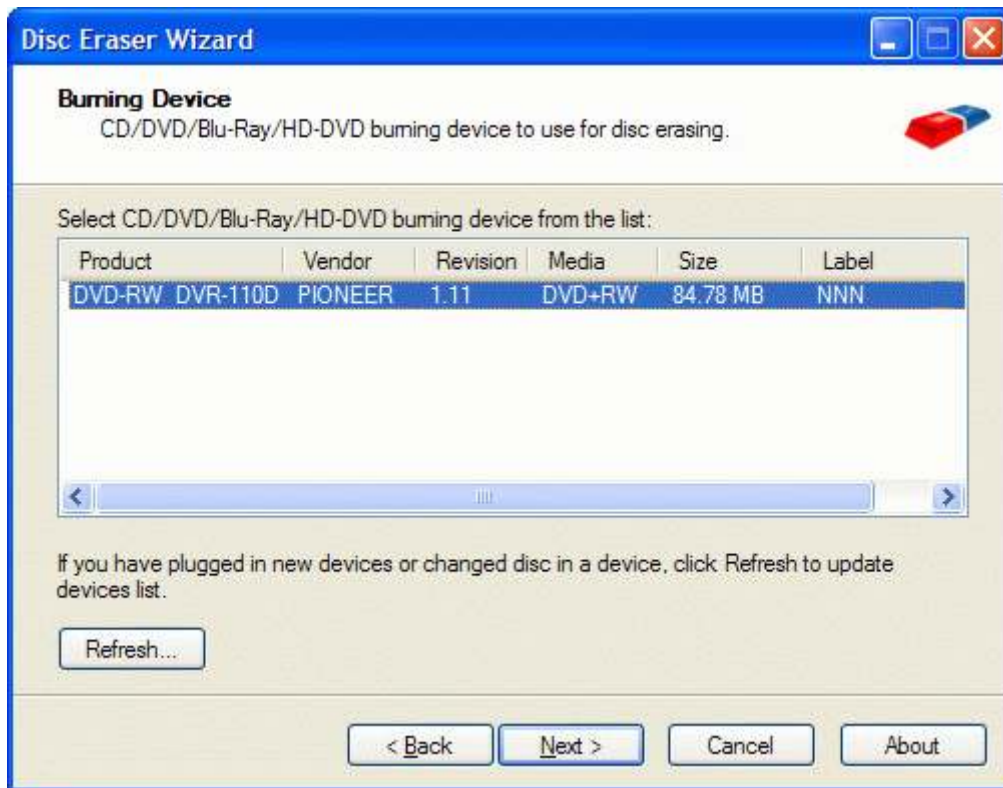 Disc Eraser Wizard
Burning Device
CD/DVD/Blu-Ray/HD-DVD burning device to use for disc erasing.
Select CD/DVD/Blu-Ray/HD-DVD burning device from the list:
Product Vendor Revision Media Size Label
DVD-RW DVR-110D PIONEER 1.11 DVD+RW 84.78 MB NNN
If you have plugged in new devices or changed disc in a device, click Refresh to update
devices list.
Refresh...
< Back Next > Cancel About